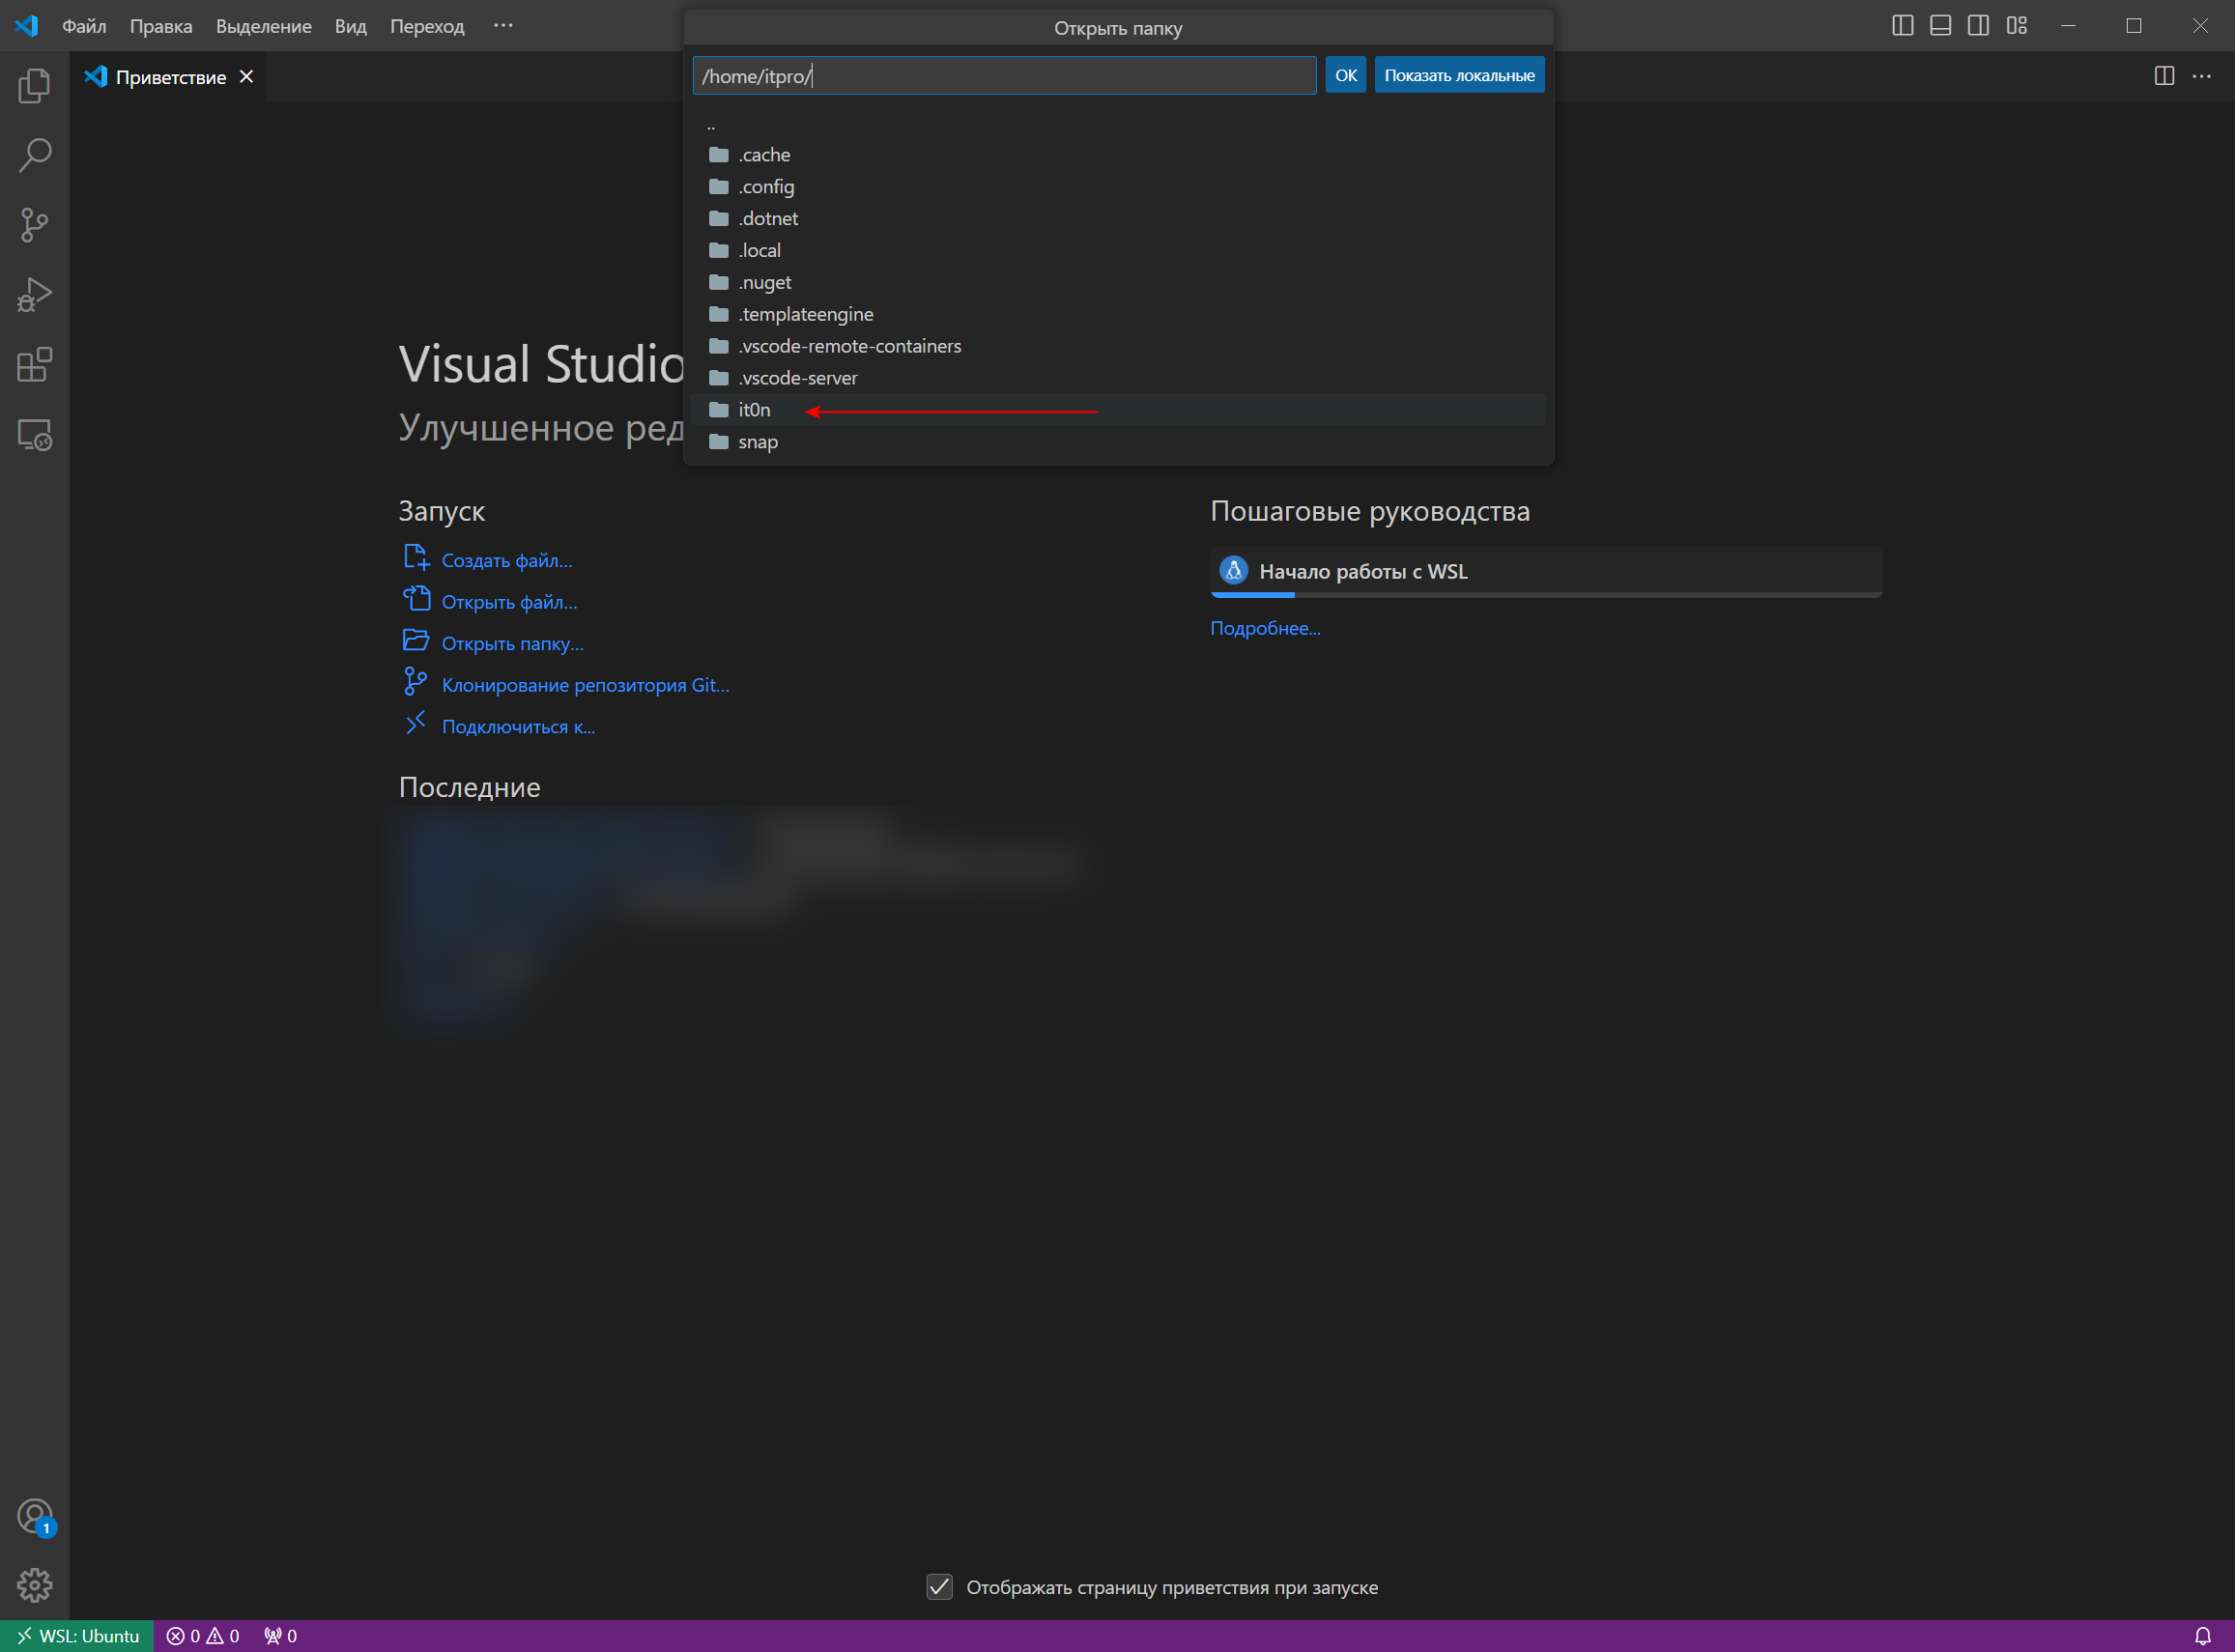 Файл Правка Выделение Вид Переход ···
Открыть папку
Приветствие
/home/itpro/
ОК
Показать локальные
..
.cache
.config
.dotnet
.local
.nuget
.templateengine
.vscode-remote-containers
.vscode-server
it0n
snap
Visual Studio
Улучшенное ред
Запуск
Создать файл...
Открыть файл...
Открыть папку...
Клонирование репозитория Git...
Подключиться к...
Последние
Пошаговые руководства
Начало работы с WSL
Подробнее...
1
Отображать страницу приветствия при запуске
WSL: Ubuntu 0 0 0